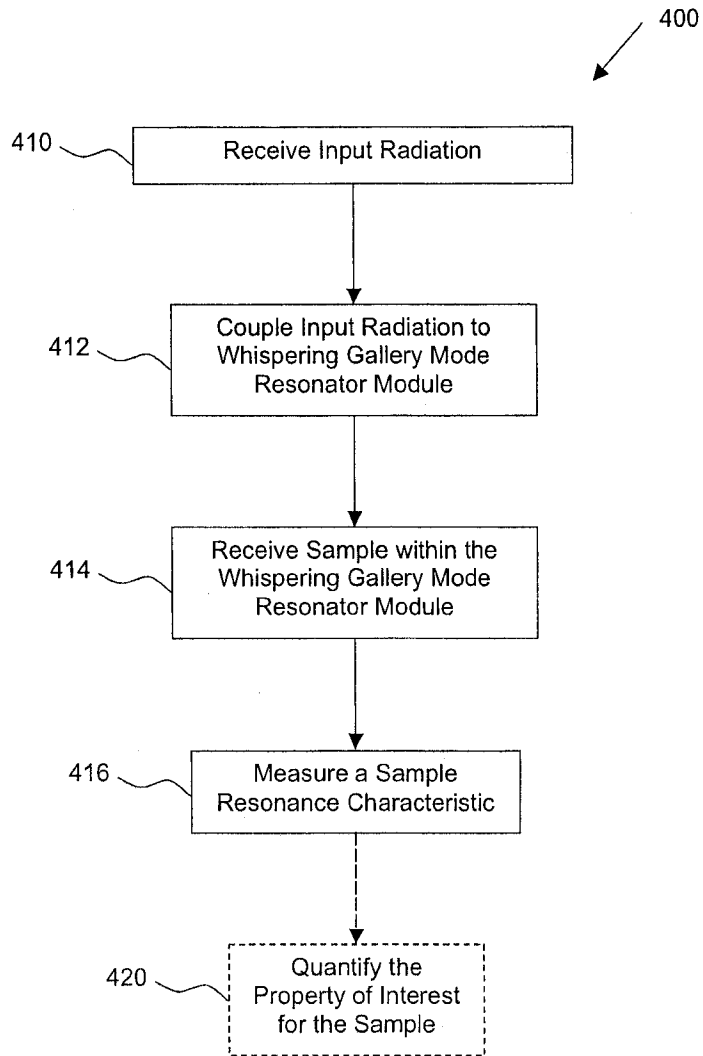 400
410
Receive Input Radiation
412
Couple Input Radiation to
Whispering Gallery Mode
Resonator Module
414
Receive Sample within the
Whispering Gallery Mode
Resonator Module
416
Measure a Sample
Resonance Characteristic
420
Quantify the
Property of Interest
for the Sample